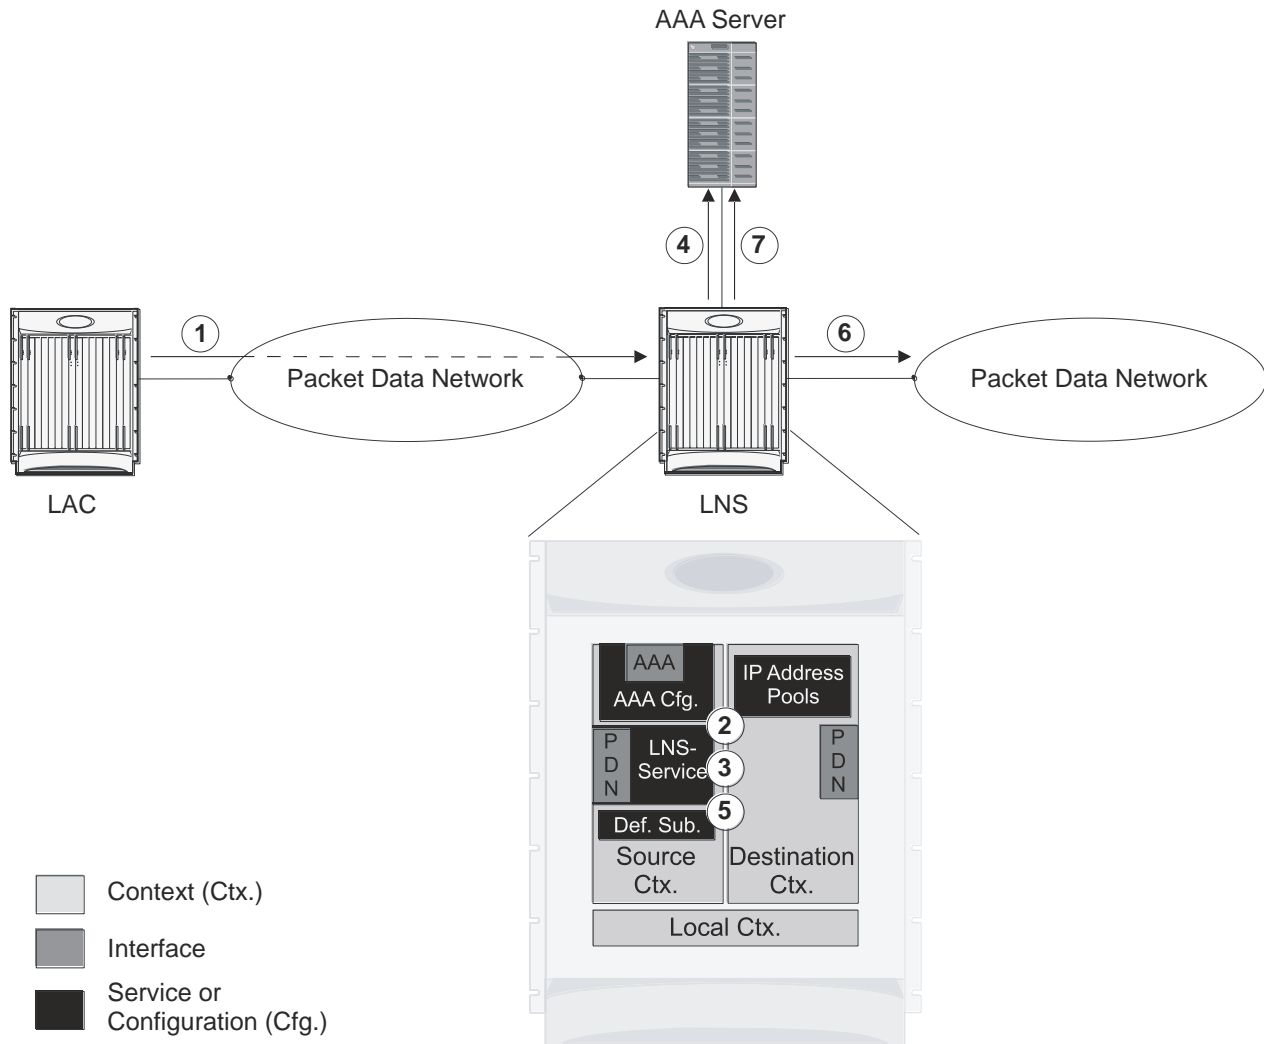 AAA Server
4
7
1
6
Packet Data Network
Packet Data Network
LAC
LNS
AAA
AAA Cfg.
IP Address
Pools
2
P
D
N
LNS-
Service
3
P
D
N
5
Def. Sub.
Source
Ctx.
Destination
Ctx.
Local Ctx.
Context (Ctx.)
Interface
Service or
Configuration (Cfg.)